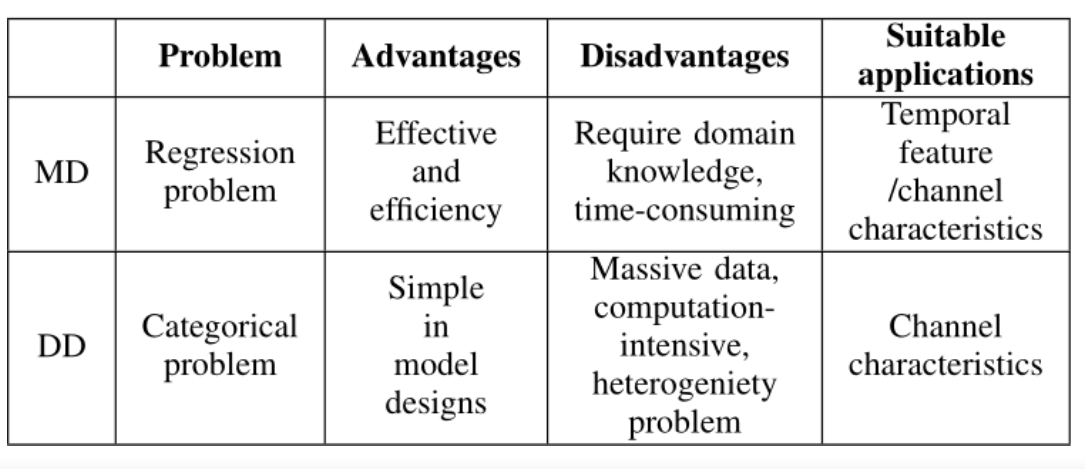 Problem
Advantages
Disadvantages
Suitable
applications
MD
Regression
problem
Effective
and
efficiency
Require domain
knowledge,
time-consuming
Temporal
feature
/channel
characteristics
DD
Categorical
problem
Simple
in
model
designs
Massive data,
computation-
intensive,
heterogeniety
problem
Channel
characteristics